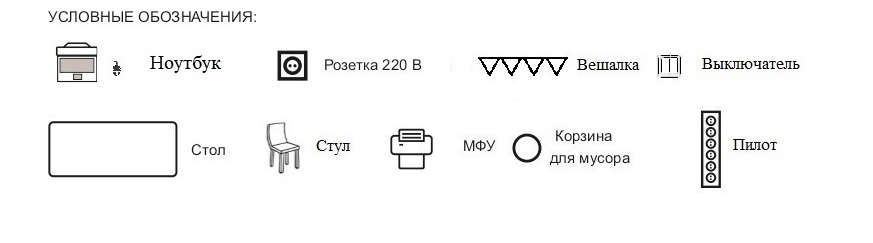 УСЛОВНЫЕ ОБОЗНАЧЕНИЯ:
Ноутбук
Розетка 220 В
Вешалка
Выключатель
Стол
Стул
МФУ
Корзина
для мусора
Пилот